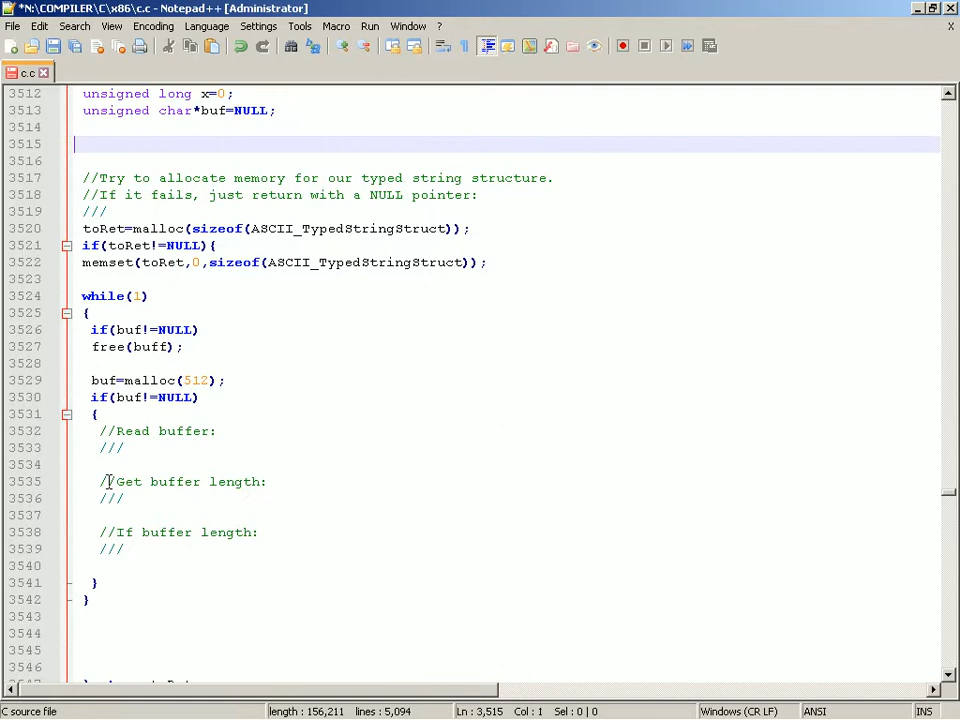 *N:\COMPILER\C\x86\c.c - Notepad++ [Administrator]
File Edit Search View Encoding Language Settings Tools Macro Run Window ? X
c.c
3512 unsigned long x=0;
3513 unsigned char*buf=NULL;
3514
3515
3516
3517 //Try to allocate memory for our typed string structure.
3518 //If it fails, just return with a NULL pointer:
3519 ///
3520 toRet=malloc(sizeof(ASCII_TypedStringStruct));
3521 if(toRet!=NULL){
3522 memset(toRet,0,sizeof(ASCII_TypedStringStruct));
3523
3524 while(1)
3525 {
3526 if(buf!=NULL)
3527 free(buff);
3528
3529 buf=malloc(512);
3530 if(buf!=NULL)
3531 {
3532 //Read buffer:
3533 ///
3534
3535 //Get buffer length:
3536 ///
3537
3538 //If buffer length:
3539 ///
3540
3541 }
3542 }
3543
3544
3545
3546
C source file length : 156,211 lines : 5,094 Ln : 3,515 Col : 1 Sel : 0 | 0 Windows (CR LF) ANSI INS